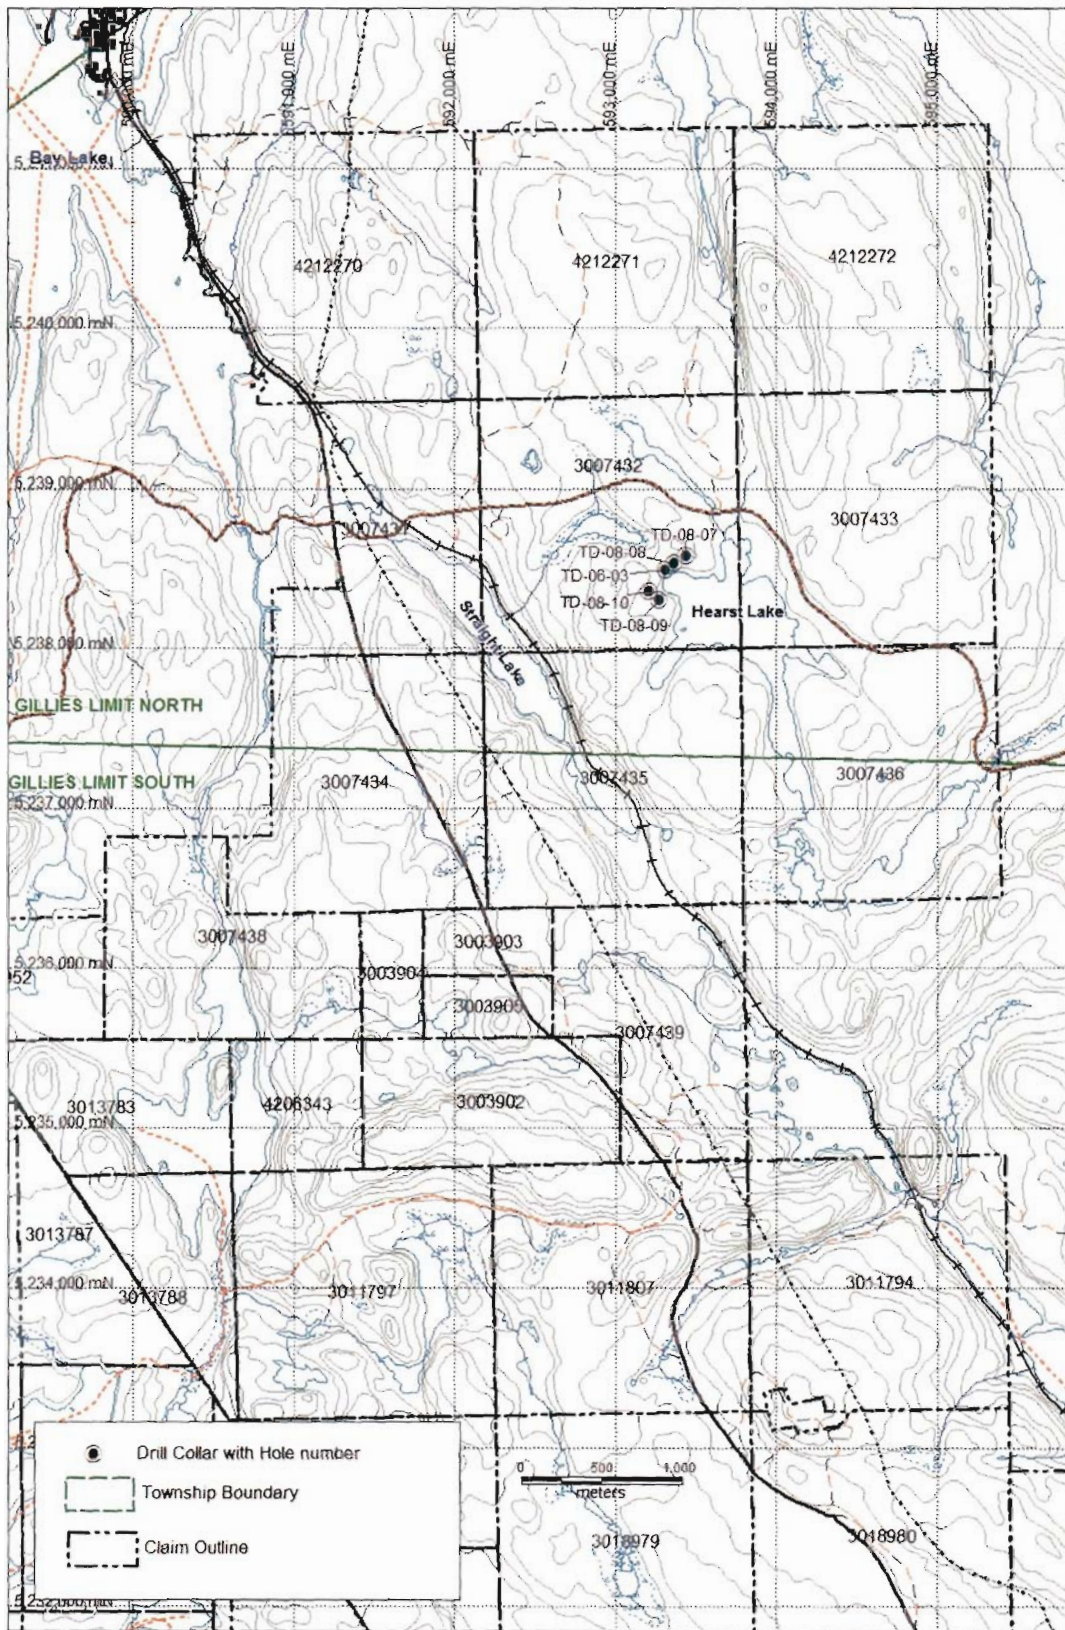 591,000 mE
592,000 mE
593,000 mE
594,000 mE
595,000 mE
Bay Lake
4212270
4212271
4212272
5,240,000 mN
3007432
5,239,000 mN
3007433
TD-08-07
TD-08-08
TD-06-03
TD-08-10
TD-08-09
Hearst Lake
Straight Lake
5,238,000 mN
GILLIES LIMIT NORTH
GILLIES LIMIT SOUTH
3007434
3007435
3007436
5,237,000 mN
3007438
3003903
3003904
5,236,000 mN
52
3003905
3007439
3013783
4206343
3003902
5,235,000 mN
3013787
5,234,000 mN
3013788
3011797
3011807
3011794
Drill Collar with Hole number
Township Boundary
Claim Outline
0 500 1,000
meters
3018979
3018980
5,232,000 mN